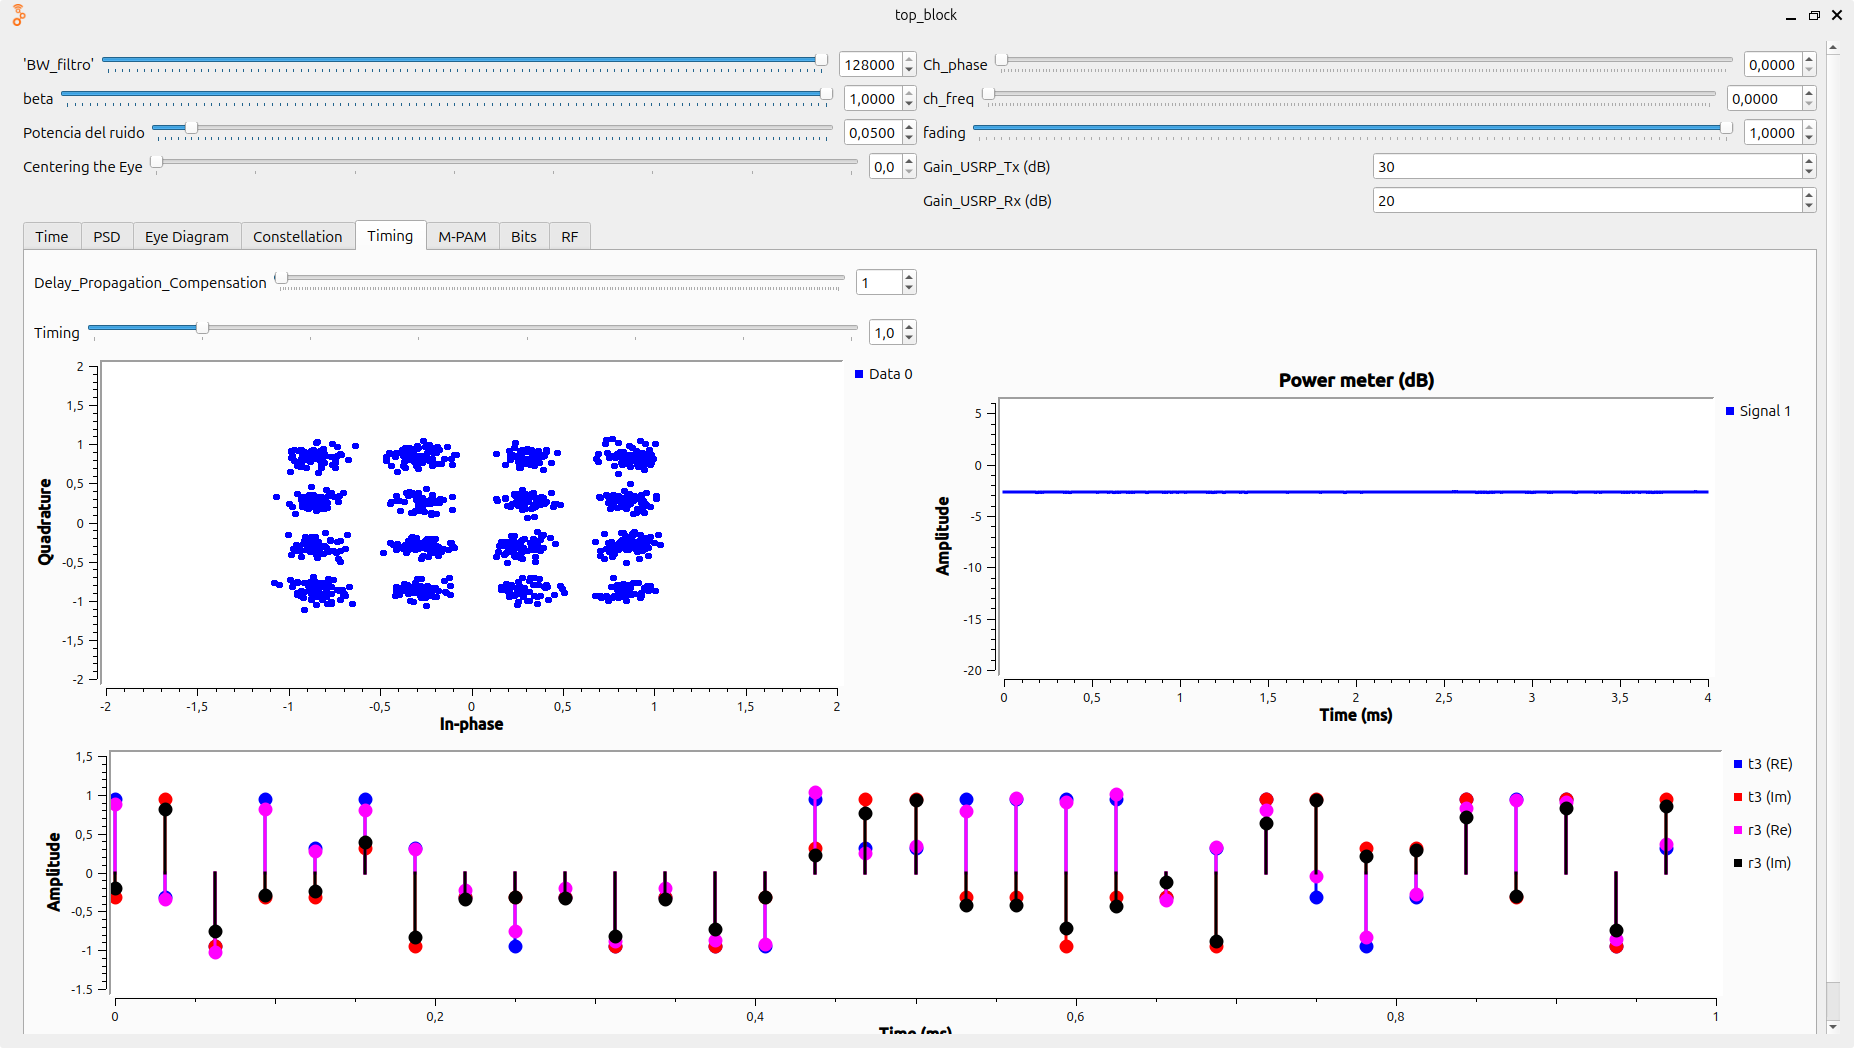 top_block
'BW_filtro' 128000 Ch_phase 0,0000
beta 1,0000 ch_freq 0,0000
Potencia del ruido 0,0500 fading 1,0000
Centering the Eye 0,0 Gain_USRP_Tx (dB) 30
Gain_USRP_Rx (dB) 20
Time PSD Eye Diagram Constellation Timing M-PAM Bits RF
Delay_Propagation_Compensation 1
Timing 1,0
2
1,5
1
0,5
0
-0,5
-1
-1,5
-2
Quadrature
-2 -1,5 -1 -0,5 0 0,5 1 1,5 2
In-phase
Data 0
Power meter (dB)
5
0
-5
-10
-15
-20
Amplitude
0 0,5 1 1,5 2 2,5 3 3,5 4
Time (ms)
Signal 1
1,5
1
0,5
0
-0,5
-1
-1.5
Amplitude
0 0,2 0,4 0,6 0,8 1
Time (ms)
t3 (RE)
t3 (Im)
r3 (Re)
r3 (Im)